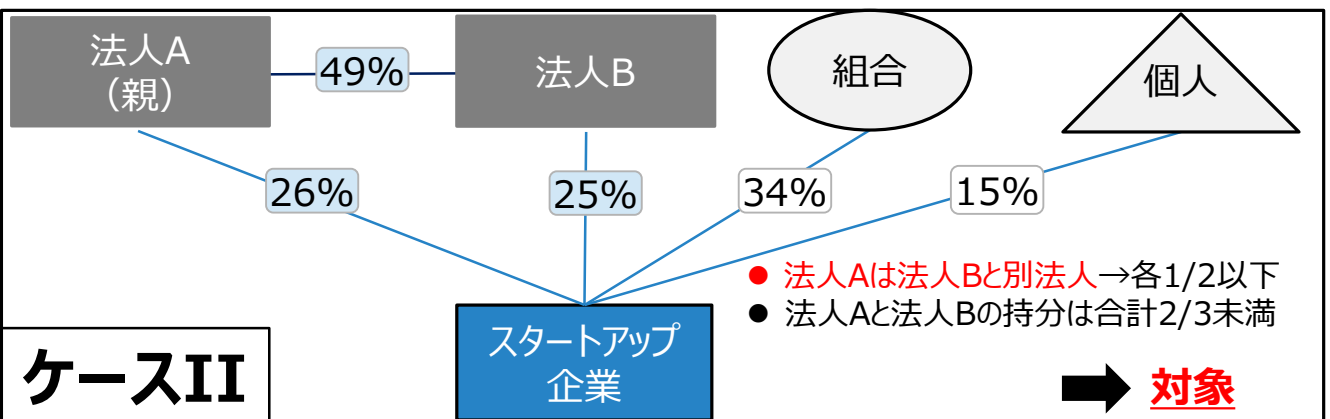 法人A
（親）
49%
法人B
組合
個人
26%
25%
34%
15%
● 法人Aは法人Bと別法人→各1/2以下
● 法人Aと法人Bの持分は合計2/3未満
スタートアップ
企業
ケースII
対象